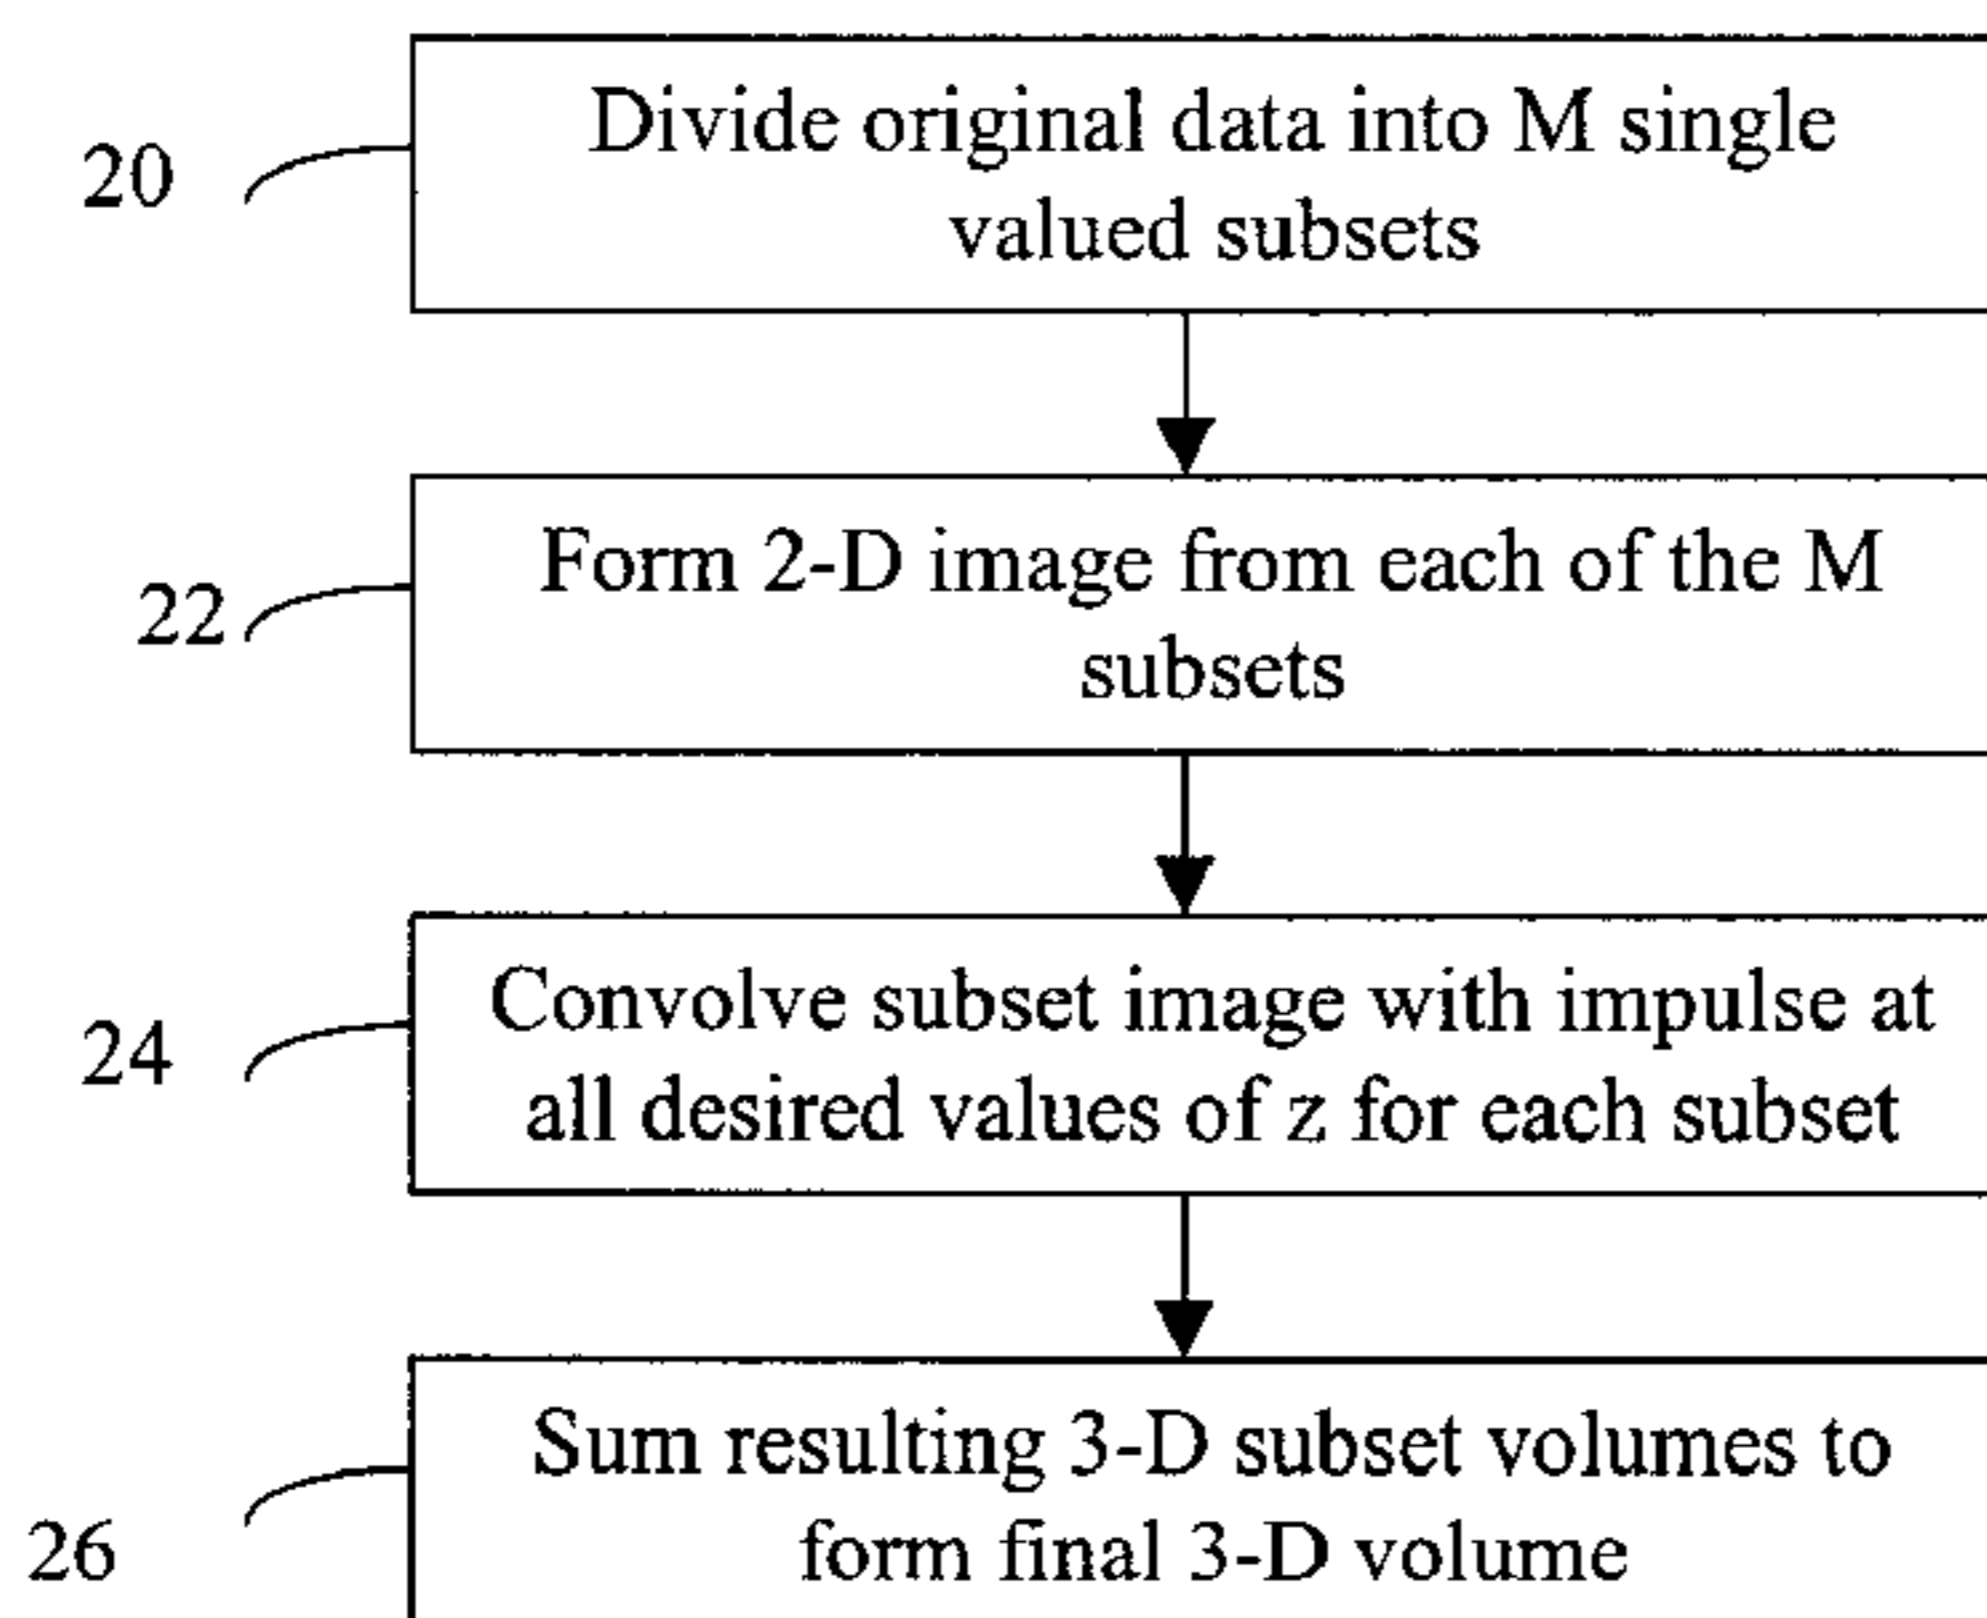 20
Divide original data into M single
valued subsets
22
Form 2-D image from each of the M
subsets
24
Convolve subset image with impulse at
all desired values of z for each subset
26
Sum resulting 3-D subset volumes to
form final 3-D volume